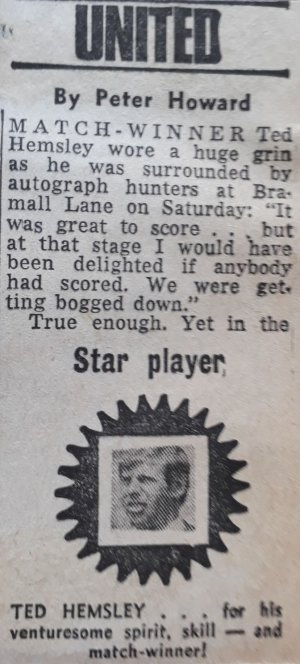 UNITED
By Peter Howard
MATCH-WINNER Ted
Hemsley wore a huge grin
as he was surrounded by
autograph hunters at Bra-
mall Lane on Saturday: "It
was great to score . . . but
at that stage I would have
been delighted if anybody
had scored. We were get-
ting bogged down."
True enough. Yet in the
Star player
TED HEMSLEY . . . for his
venturesome spirit, skill — and
match-winner!